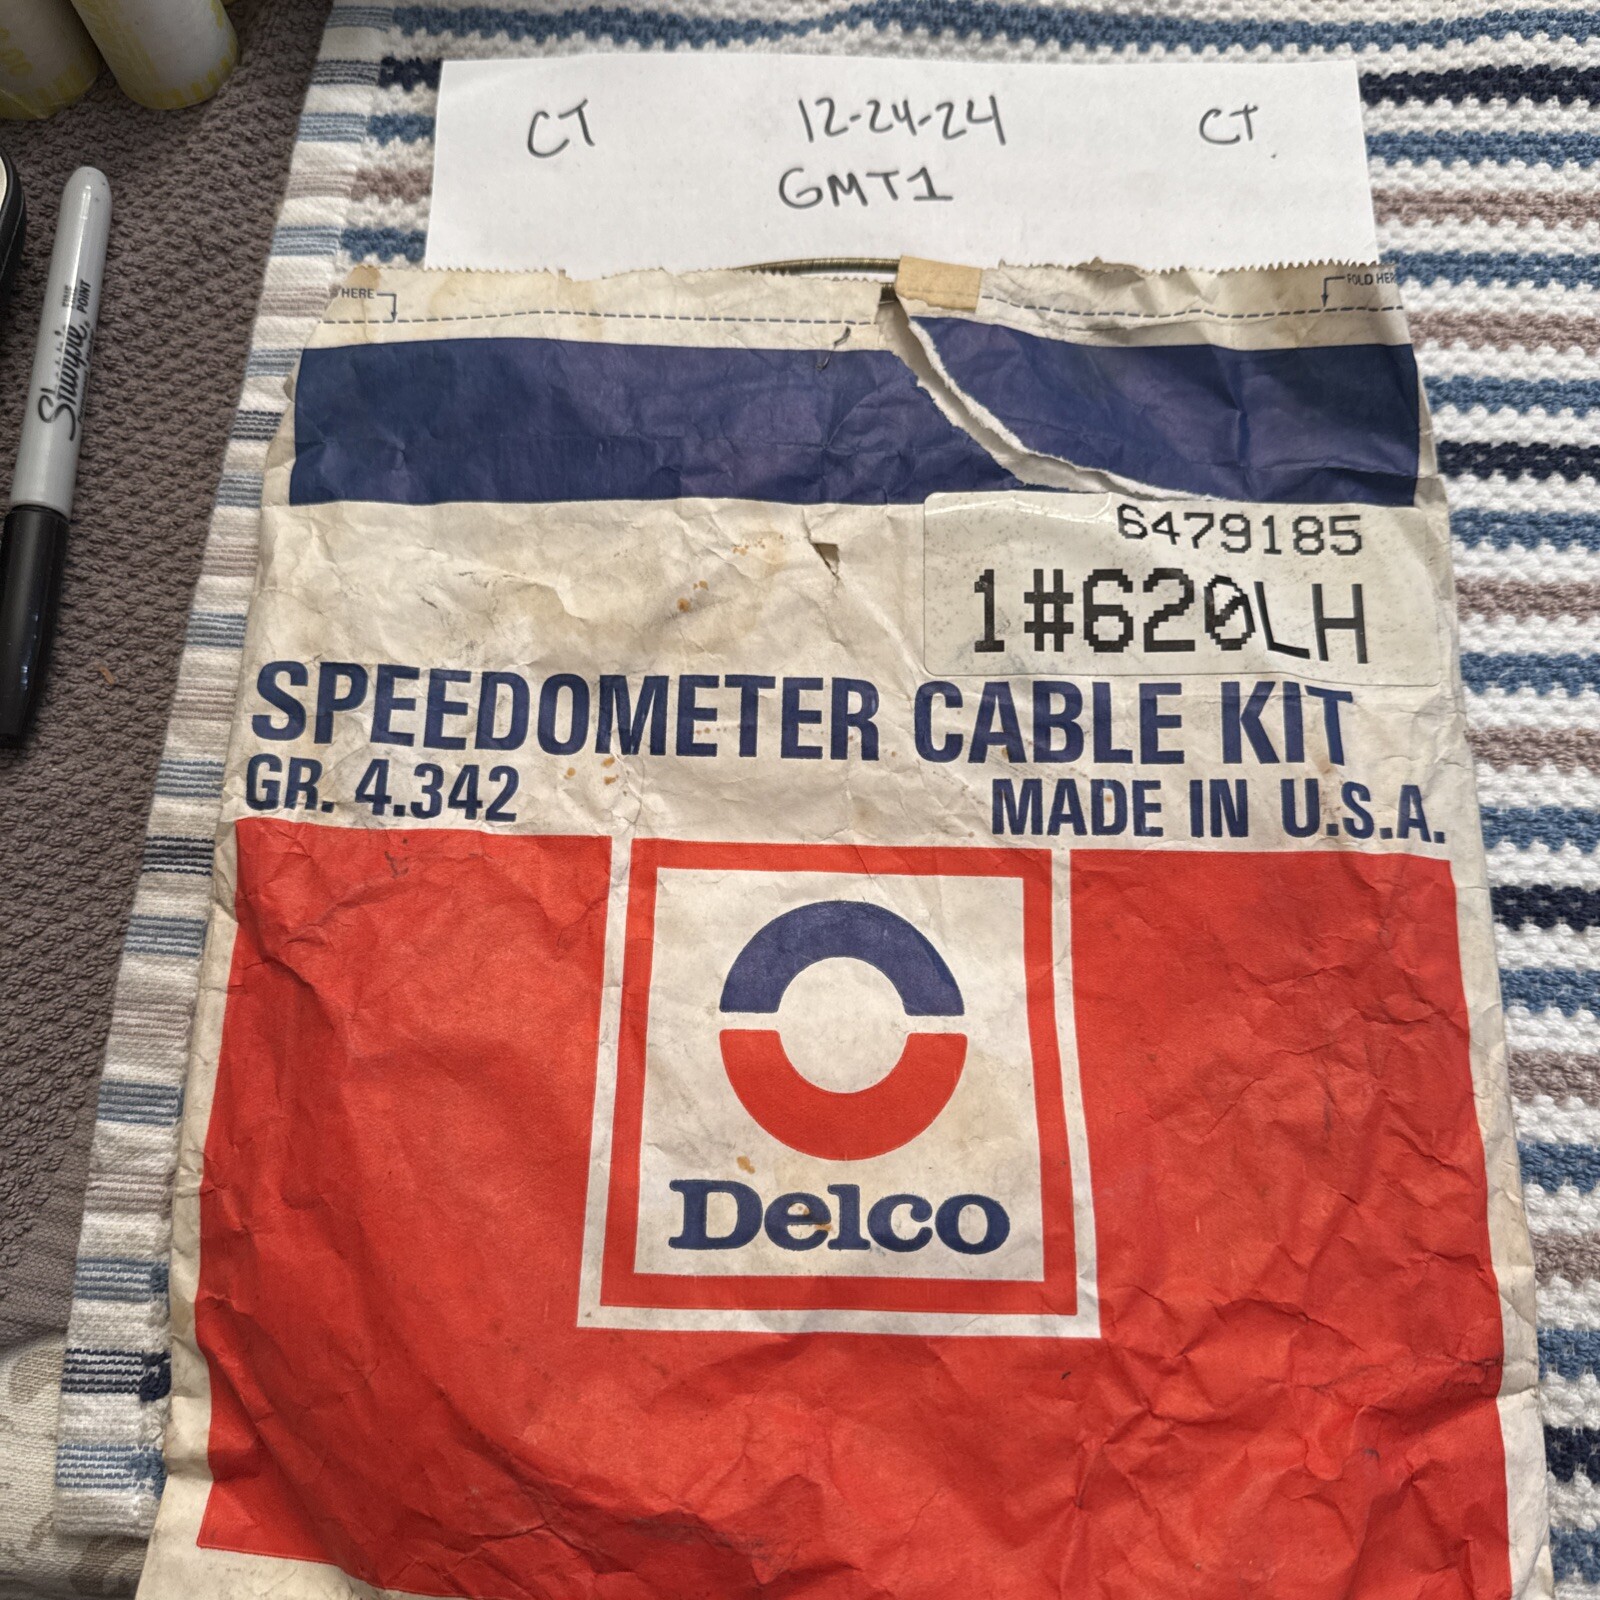 CT 12-24-24 CT
GMT1
HERE FOLD HERE
Sharpie
FINE POINT
6479185
1#620LH
SPEEDOMETER CABLE KIT
GR. 4.342 MADE IN U.S.A.
Delco